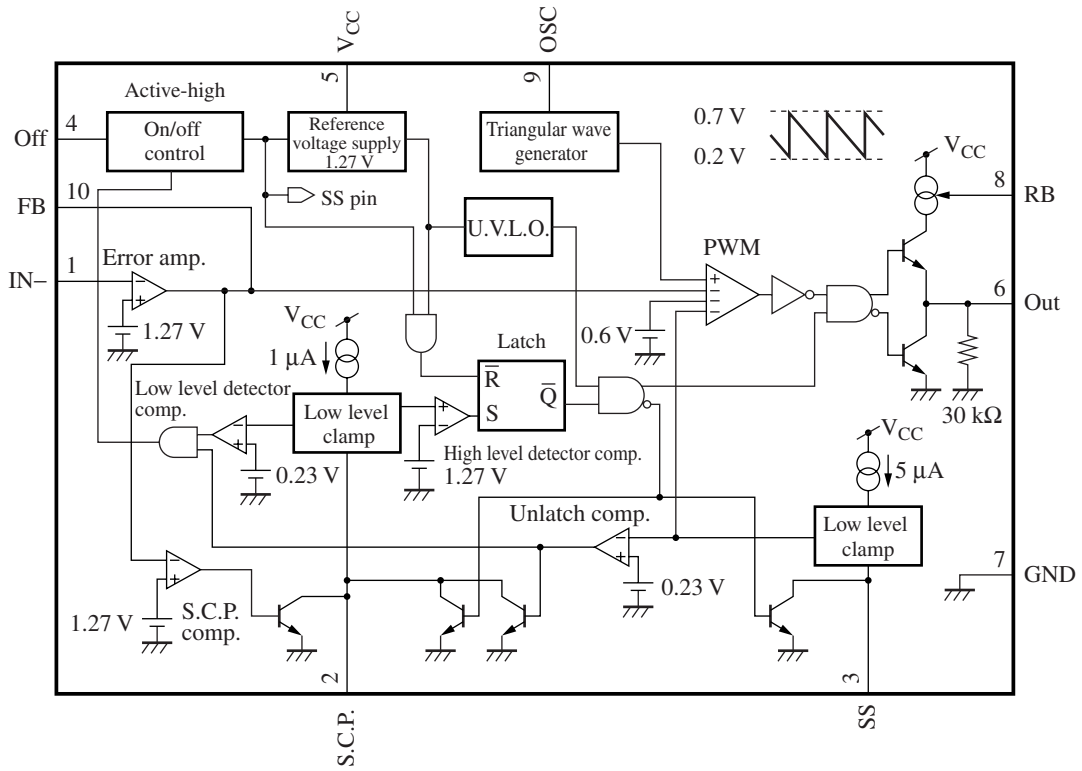 VCC
OSC
5
9
Active-high
Off
4
On/off
control
Reference
voltage supply
1.27 V
Triangular wave
generator
0.7 V
0.2 V
VCC
8
RB
10
FB
SS pin
U.V.L.O.
PWM
Error amp.
1
IN–
1.27 V
VCC
1 μA
0.6 V
6
Out
30 kΩ
Latch
R
S
Q
Low level detector
comp.
Low level
clamp
0.23 V
High level detector comp.
1.27 V
VCC
5 μA
Low level
clamp
Unlatch comp.
0.23 V
7
GND
1.27 V
S.C.P.
comp.
2
3
S.C.P.
SS